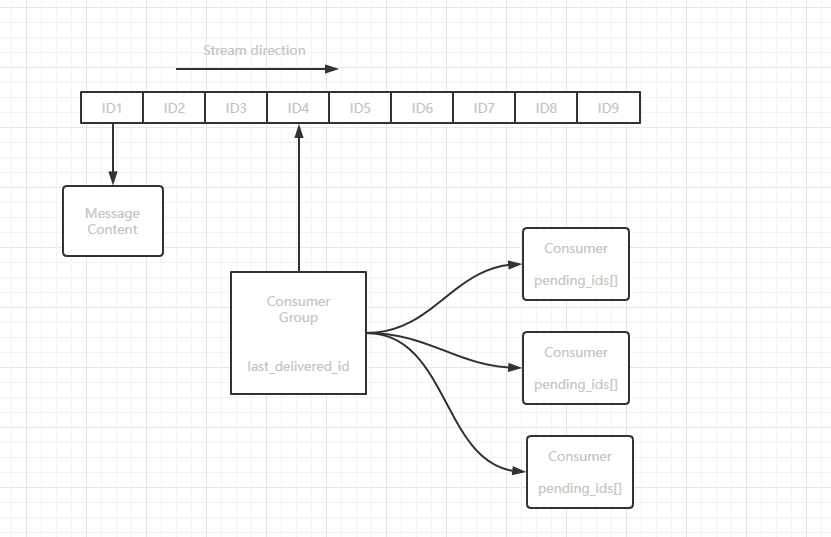 Stream direction
ID1 ID2 ID3 ID4 ID5 ID6 ID7 ID8 ID9
Message
Content
Consumer
Group
last_delivered_id
Consumer
pending_ids[]
Consumer
pending_ids[]
Consumer
pending_ids[]